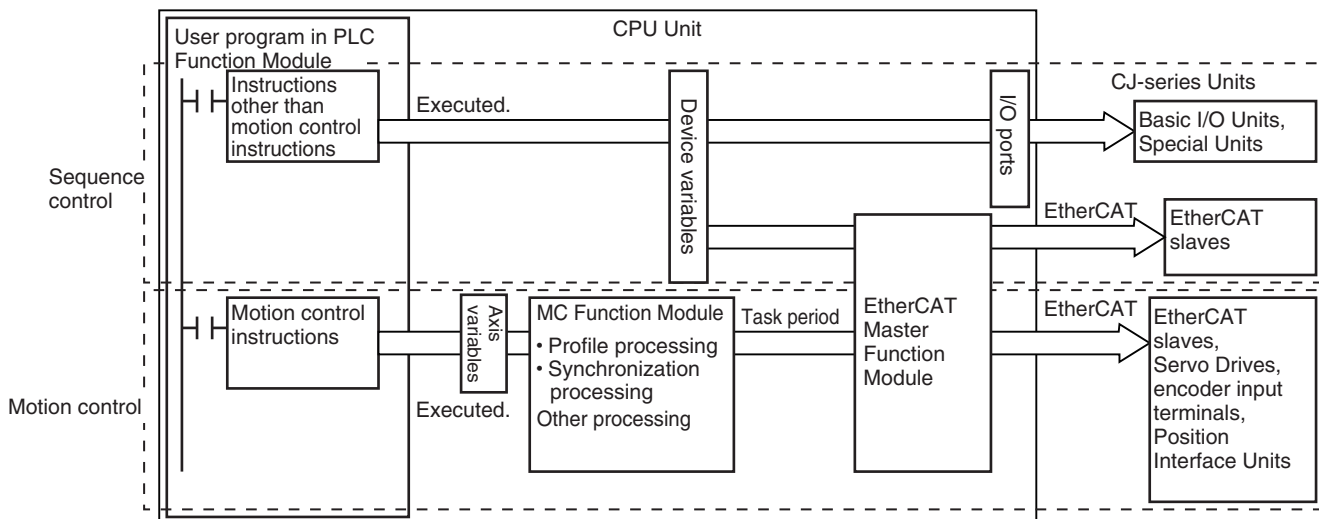 CPU Unit
User program in PLC
Function Module
Sequence
control
Instructions
other than
motion control
instructions
Executed.
Device variables
I/O ports
CJ-series Units
Basic I/O Units,
Special Units
EtherCAT
EtherCAT
slaves
Motion control
Motion control
instructions
Axis
variables
Executed.
MC Function Module
• Profile processing
• Synchronization
processing
Other processing
Task period
EtherCAT
Master
Function
Module
EtherCAT
EtherCAT
slaves,
Servo Drives,
encoder input
terminals,
Position
Interface Units